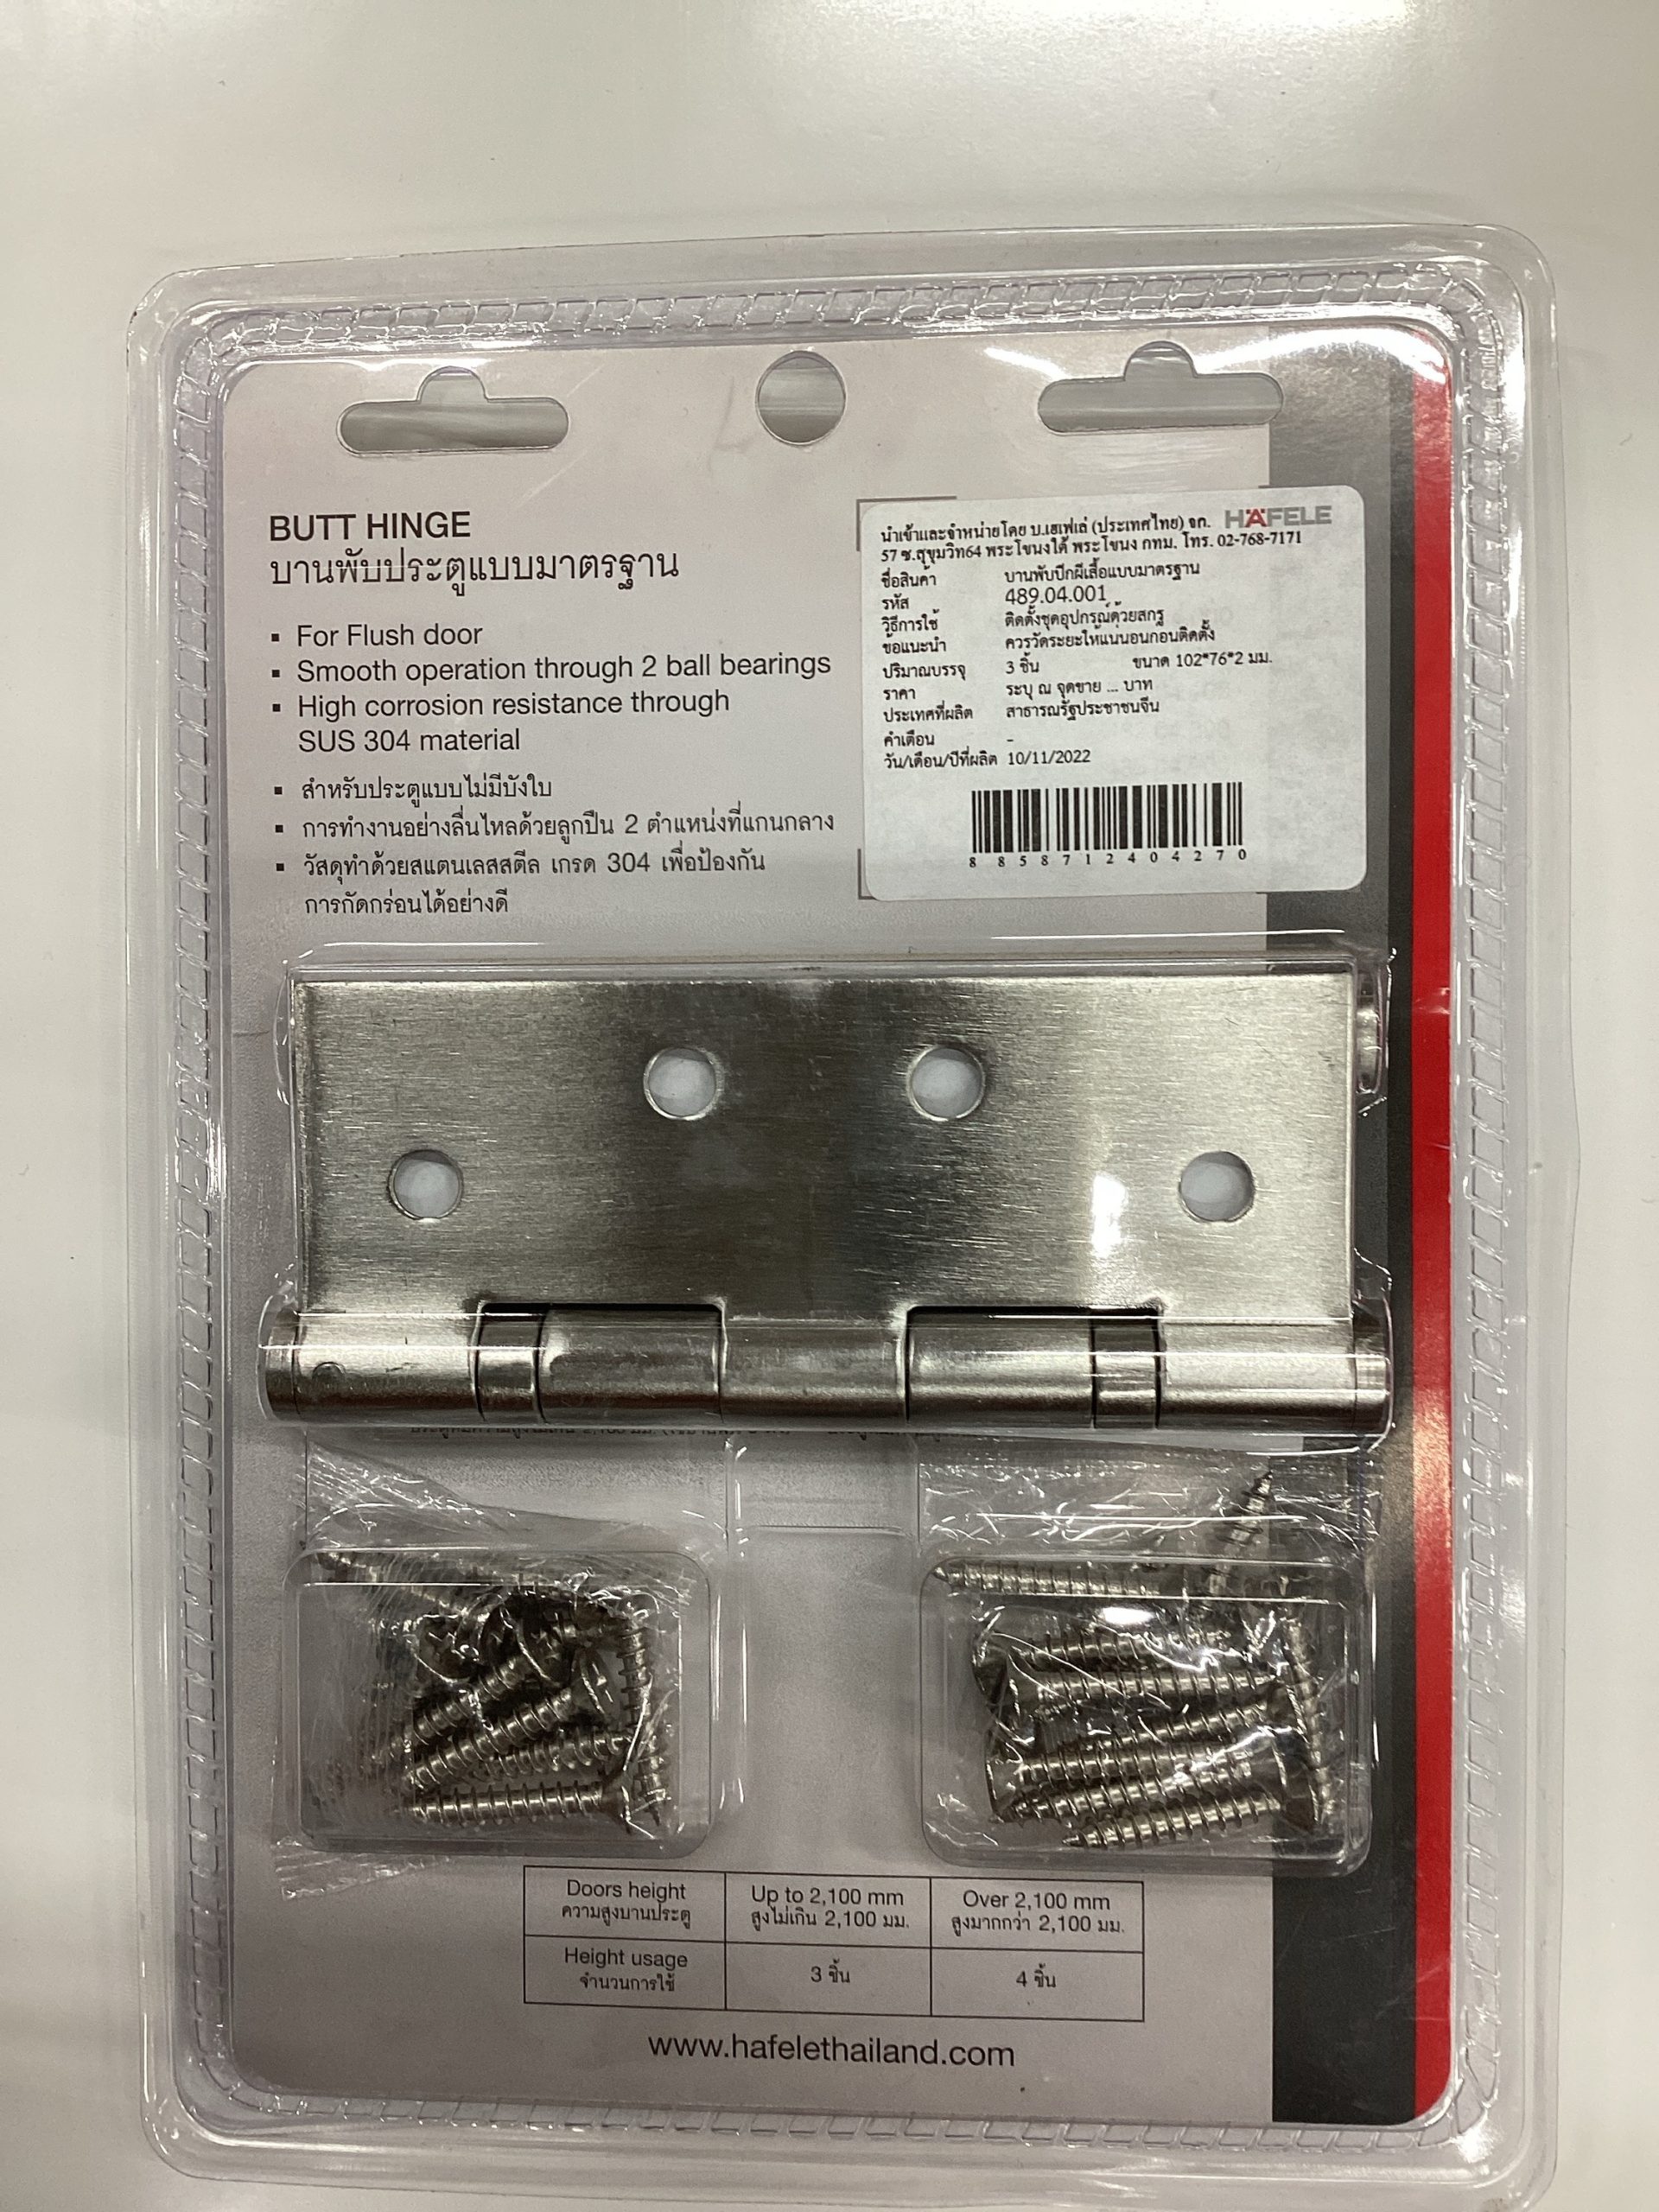 BUTT HINGE
บานพับประตูแบบมาตรฐาน
▪ For Flush door
▪ Smooth operation through 2 ball bearings
▪ High corrosion resistance through
SUS 304 material
▪ สำหรับประตูแบบไม่มีบังใบ
▪ การทำงานอย่างลื่นไหลด้วยลูกปืน 2 ตำแหน่งที่แกนกลาง
▪ วัสดุทำด้วยสแตนเลสสตีล เกรด 304 เพื่อป้องกัน
การกัดกร่อนได้อย่างดี
นำเข้าและจำหน่ายโดย บ.เฮเฟเล่ (ประเทศไทย) จก. HÄFELE
57 ซ.สุขุมวิท64 พระโขนงใต้ พระโขนง กทม. โทร. 02-768-7171
ชื่อสินค้า บานพับปีกผีเสื้อแบบมาตรฐาน
รหัส 489.04.001
วิธีการใช้ ติดตั้งชุดอุปกรณ์ด้วยสกรู
ข้อแนะนำ ควรวัดระยะให้แน่นอนก่อนติดตั้ง
ปริมาณบรรจุ 3 ชิ้น ขนาด 102*76*2 มม.
ราคา ระบุ ณ จุดขาย ... บาท
ประเทศที่ผลิต สาธารณรัฐประชาชนจีน
คำเตือน -
วัน/เดือน/ปีที่ผลิต 10/11/2022
8858712404270
Doors height Up to 2,100 mm Over 2,100 mm
ความสูงบานประตู สูงไม่เกิน 2,100 มม. สูงมากกว่า 2,100 มม.
Height usage
จำนวนการใช้ 3 ชิ้น 4 ชิ้น
www.hafelethailand.com